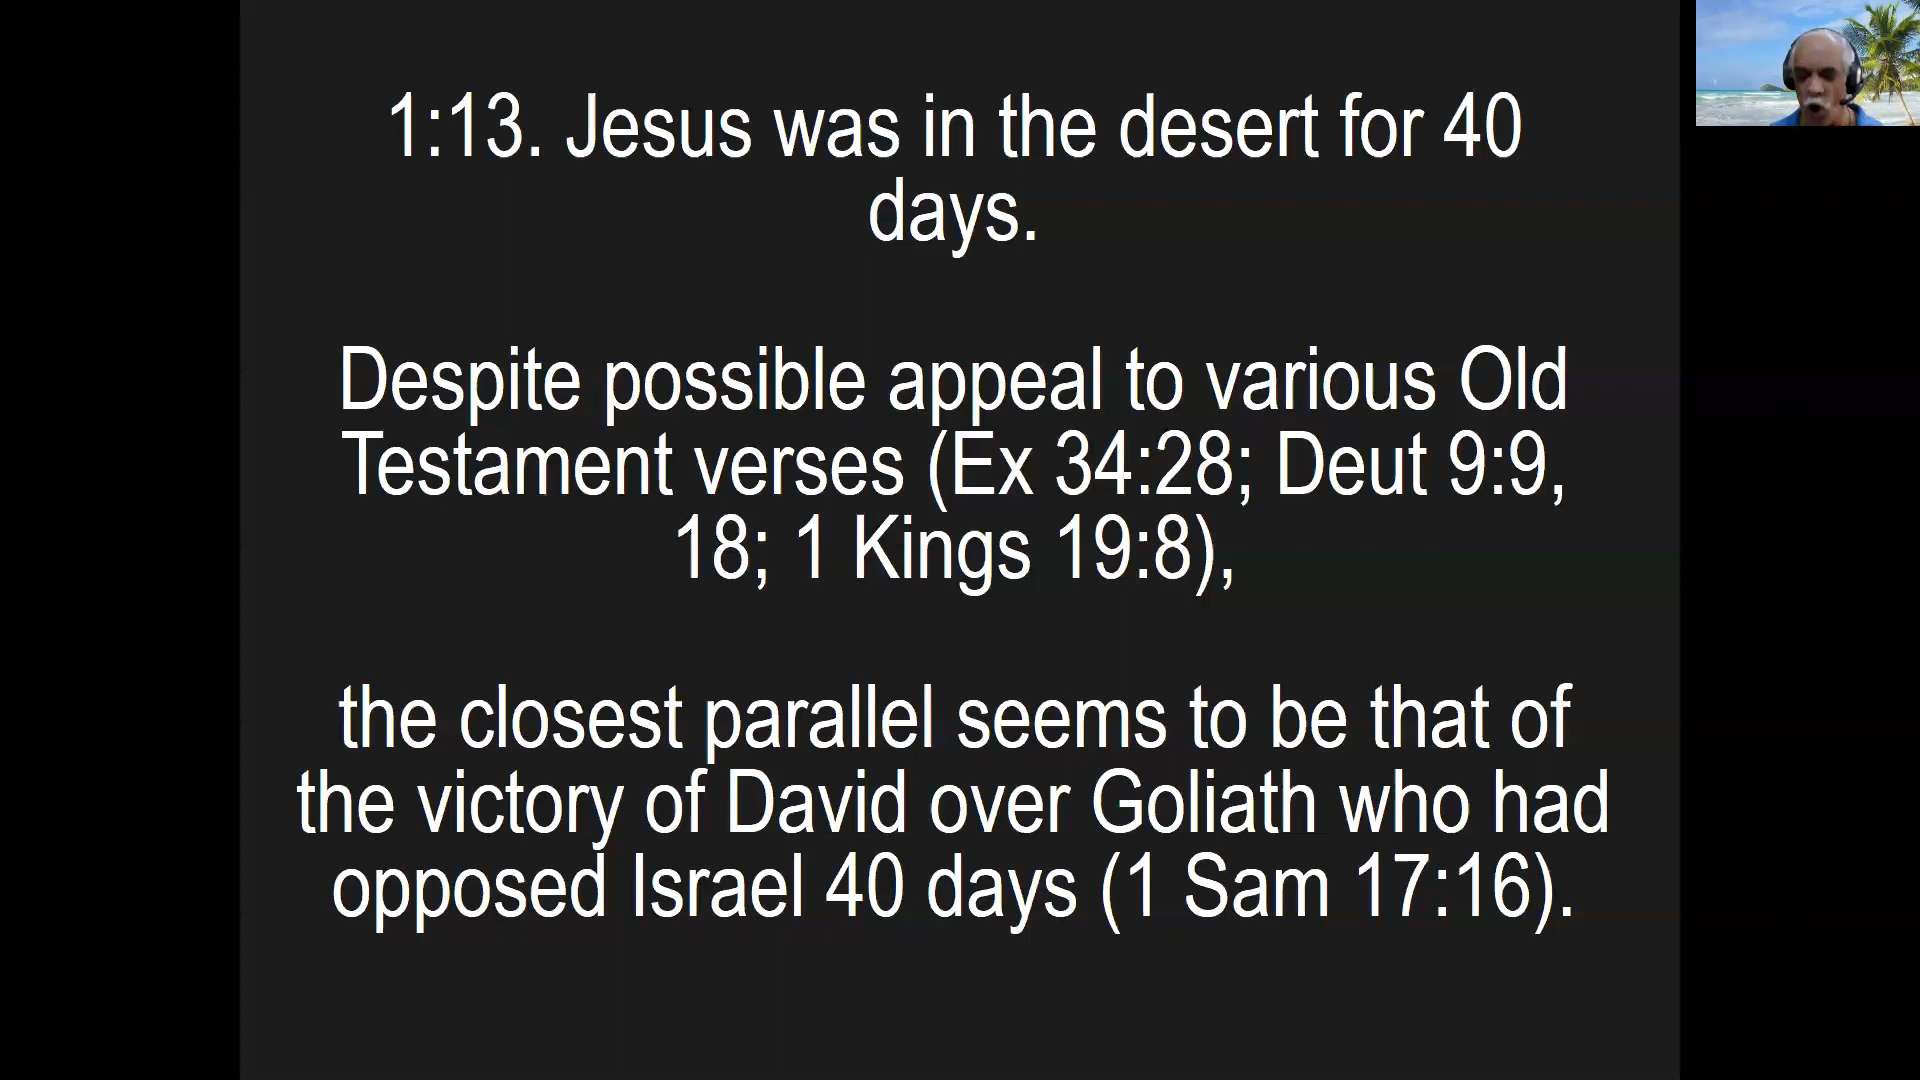 1:13. Jesus was in the desert for 40
days.
Despite possible appeal to various Old
Testament verses (Ex 34:28; Deut 9:9,
18; 1 Kings 19:8),
the closest parallel seems to be that of
the victory of David over Goliath who had
opposed Israel 40 days (1 Sam 17:16).